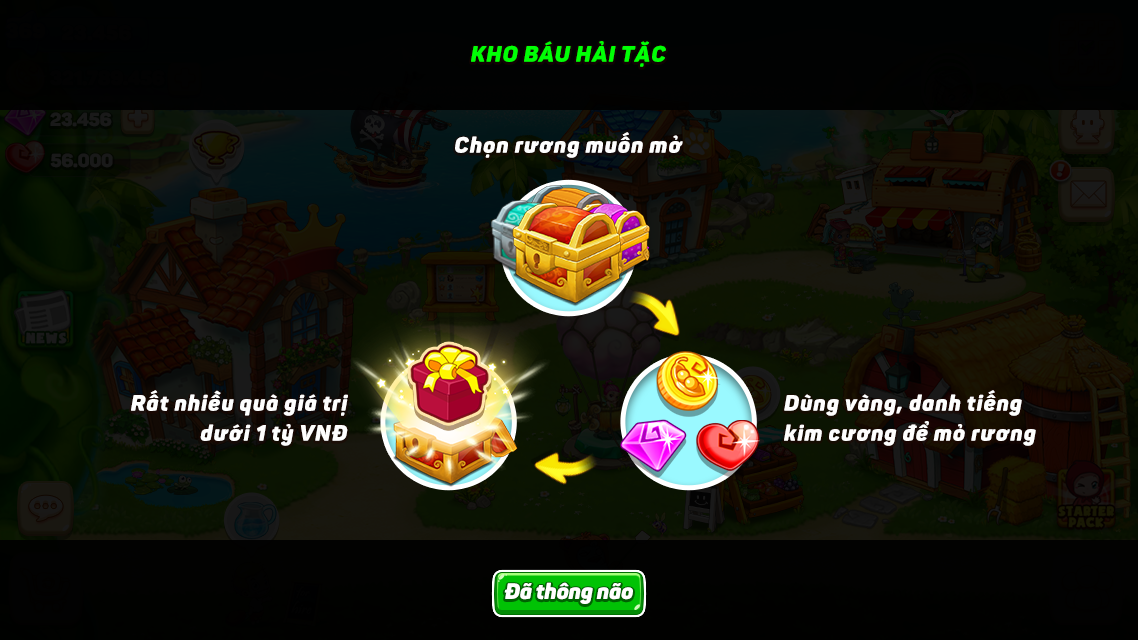 KHO BÁU HẢI TẶC
23.456
56.000
Chọn rương muốn mở
NEWS
Rất nhiều quà giá trị
dưới 1 tỷ VNĐ
Dùng vàng, danh tiếng
kim cương để mỏ rương
STARTER
PACK
Đã thông não